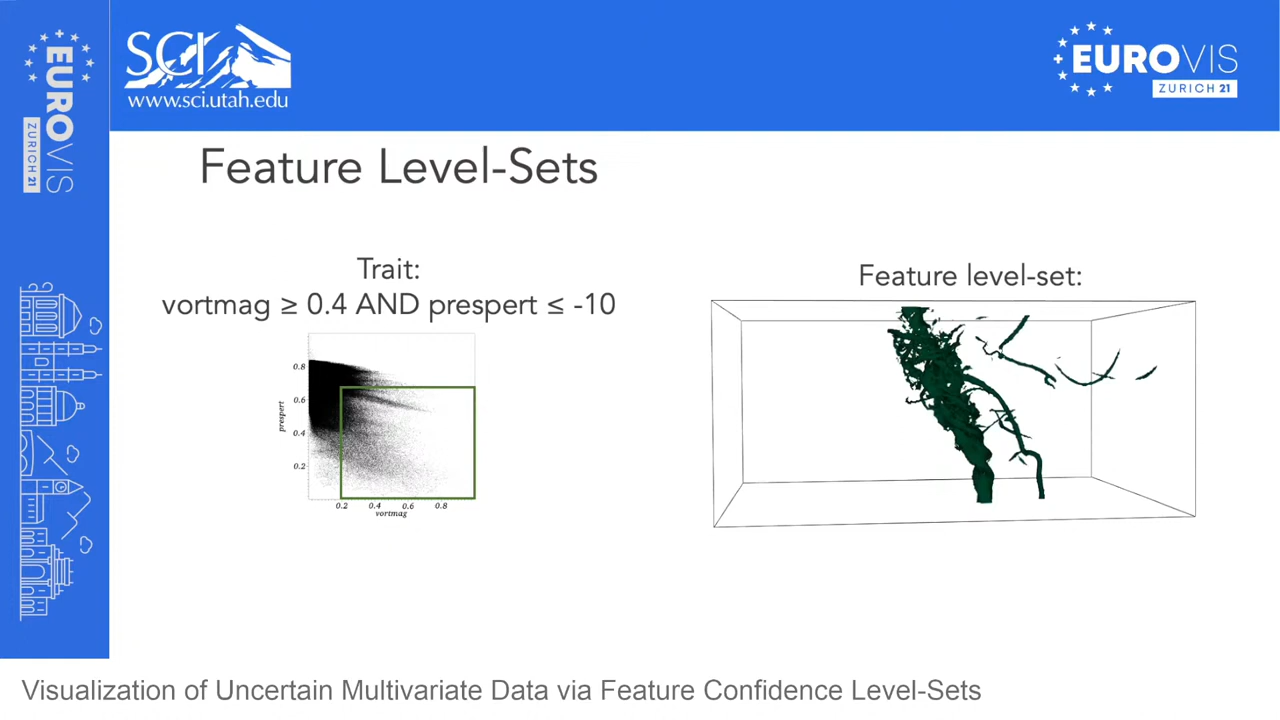 EUROVIS
ZURICH 21
SCI
www.sci.utah.edu
EUROVIS
ZURICH 21
Feature Level-Sets
Trait:
vortmag ≥ 0.4 AND prespert ≤ -10
0.8
0.6
0.4
0.2
prespert
0.2 0.4 0.6 0.8
vortmag
Feature level-set:
Visualization of Uncertain Multivariate Data via Feature Confidence Level-Sets